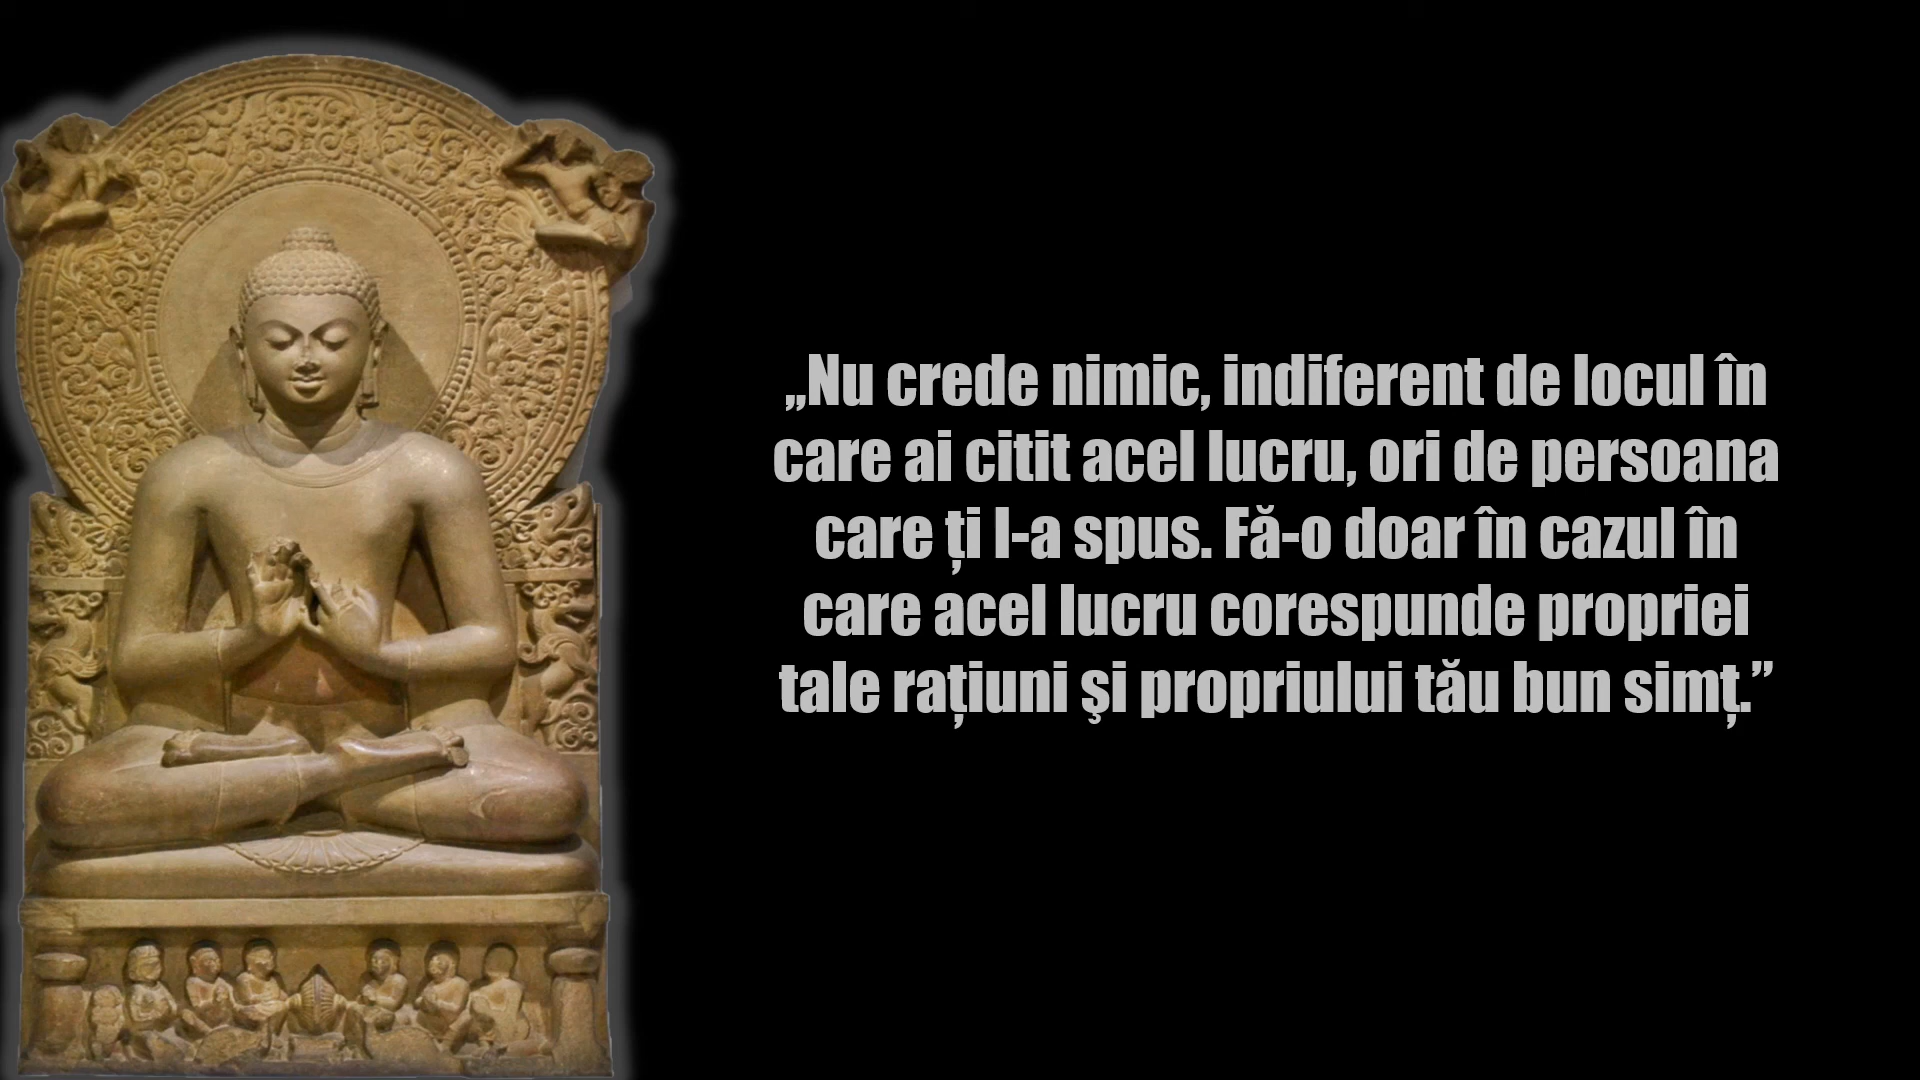 „Nu crede nimic, indiferent de locul în
care ai citit acel lucru, ori de persoana
care ți l-a spus. Fă-o doar în cazul în
care acel lucru corespunde propriei
tale rațiuni şi propriului tău bun simț.”